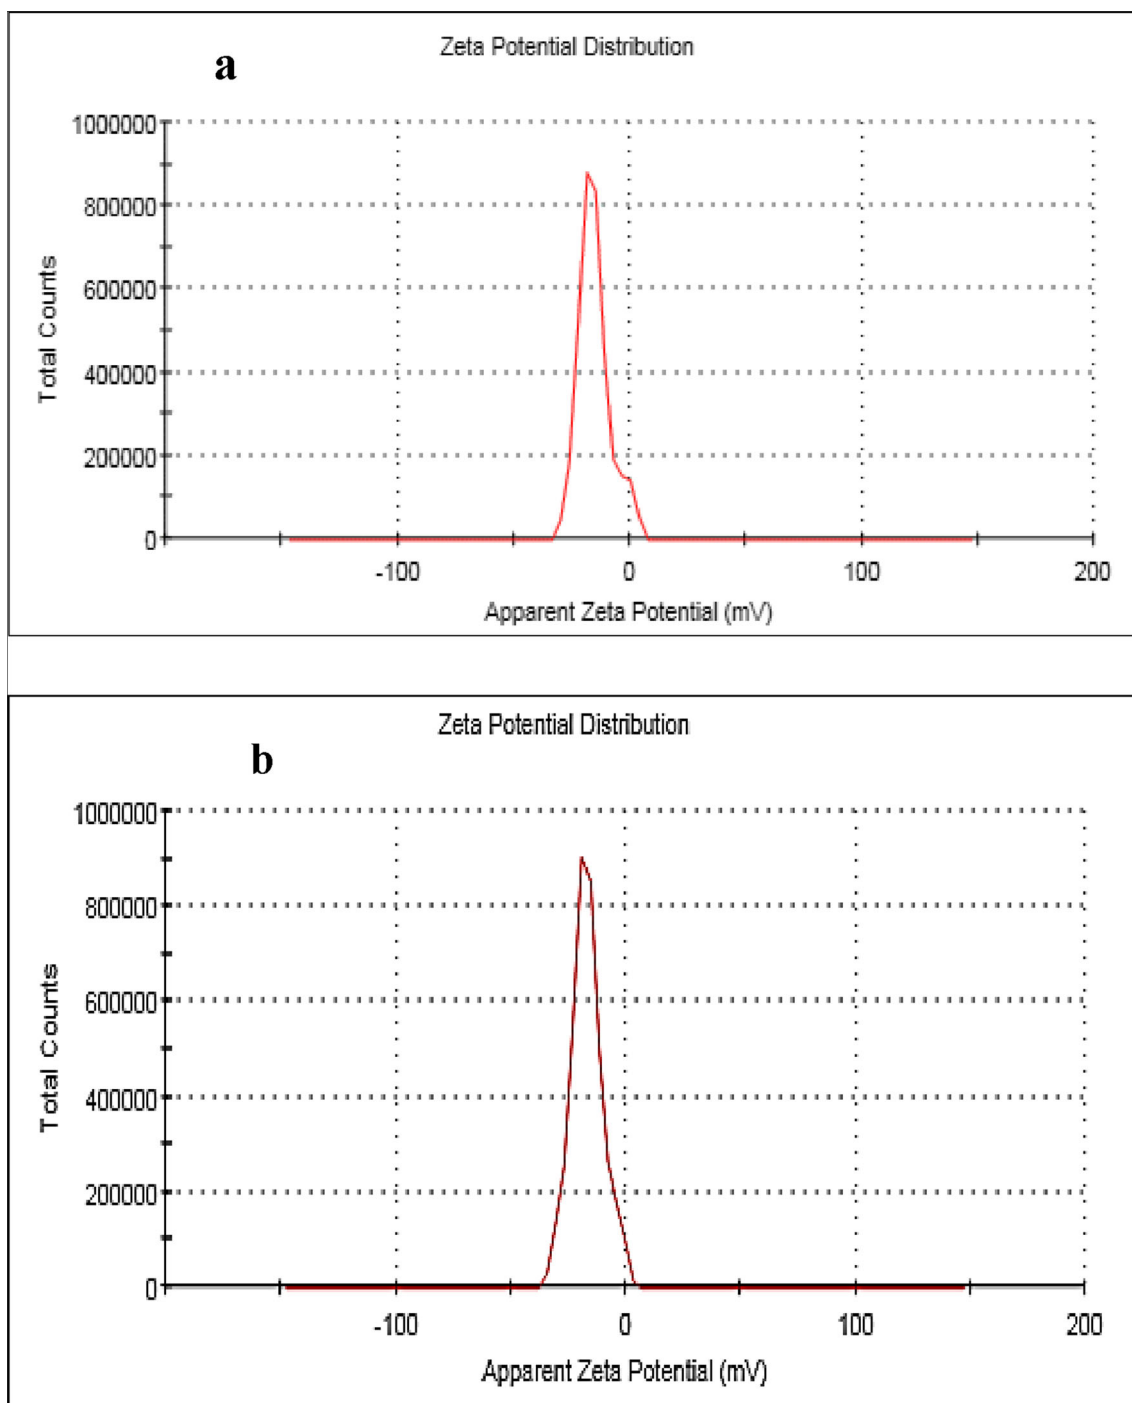 Zeta Potential Distribution
a
1000000
800000
600000
400000
200000
0
Total Counts
-100 0 100 200
Apparent Zeta Potential (mV)
Zeta Potential Distribution
b
1000000
800000
600000
400000
200000
0
Total Counts
-100 0 100 200
Apparent Zeta Potential (mV)